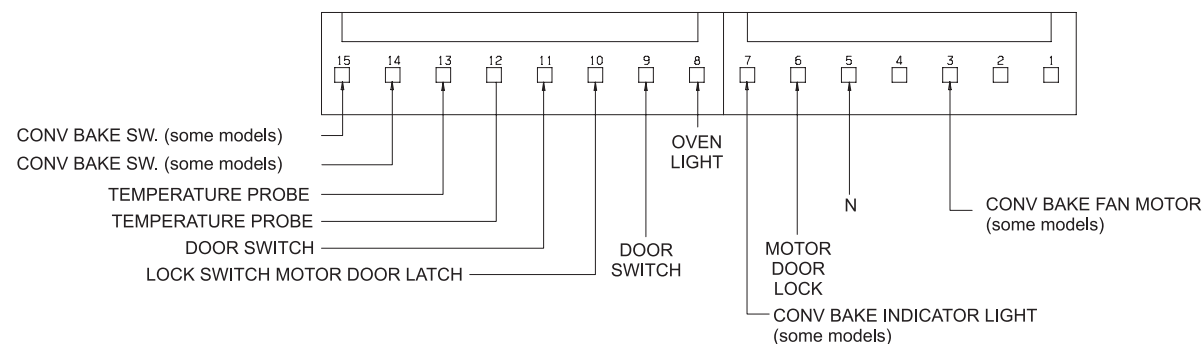 15 14 13 12 11 10 9 8 7 6 5 4 3 2 1
CONV BAKE SW. (some models)
CONV BAKE SW. (some models)
TEMPERATURE PROBE
TEMPERATURE PROBE
DOOR SWITCH
LOCK SWITCH MOTOR DOOR LATCH
DOOR
SWITCH
OVEN
LIGHT
MOTOR
DOOR
LOCK
CONV BAKE INDICATOR LIGHT
(some models)
N
CONV BAKE FAN MOTOR
(some models)